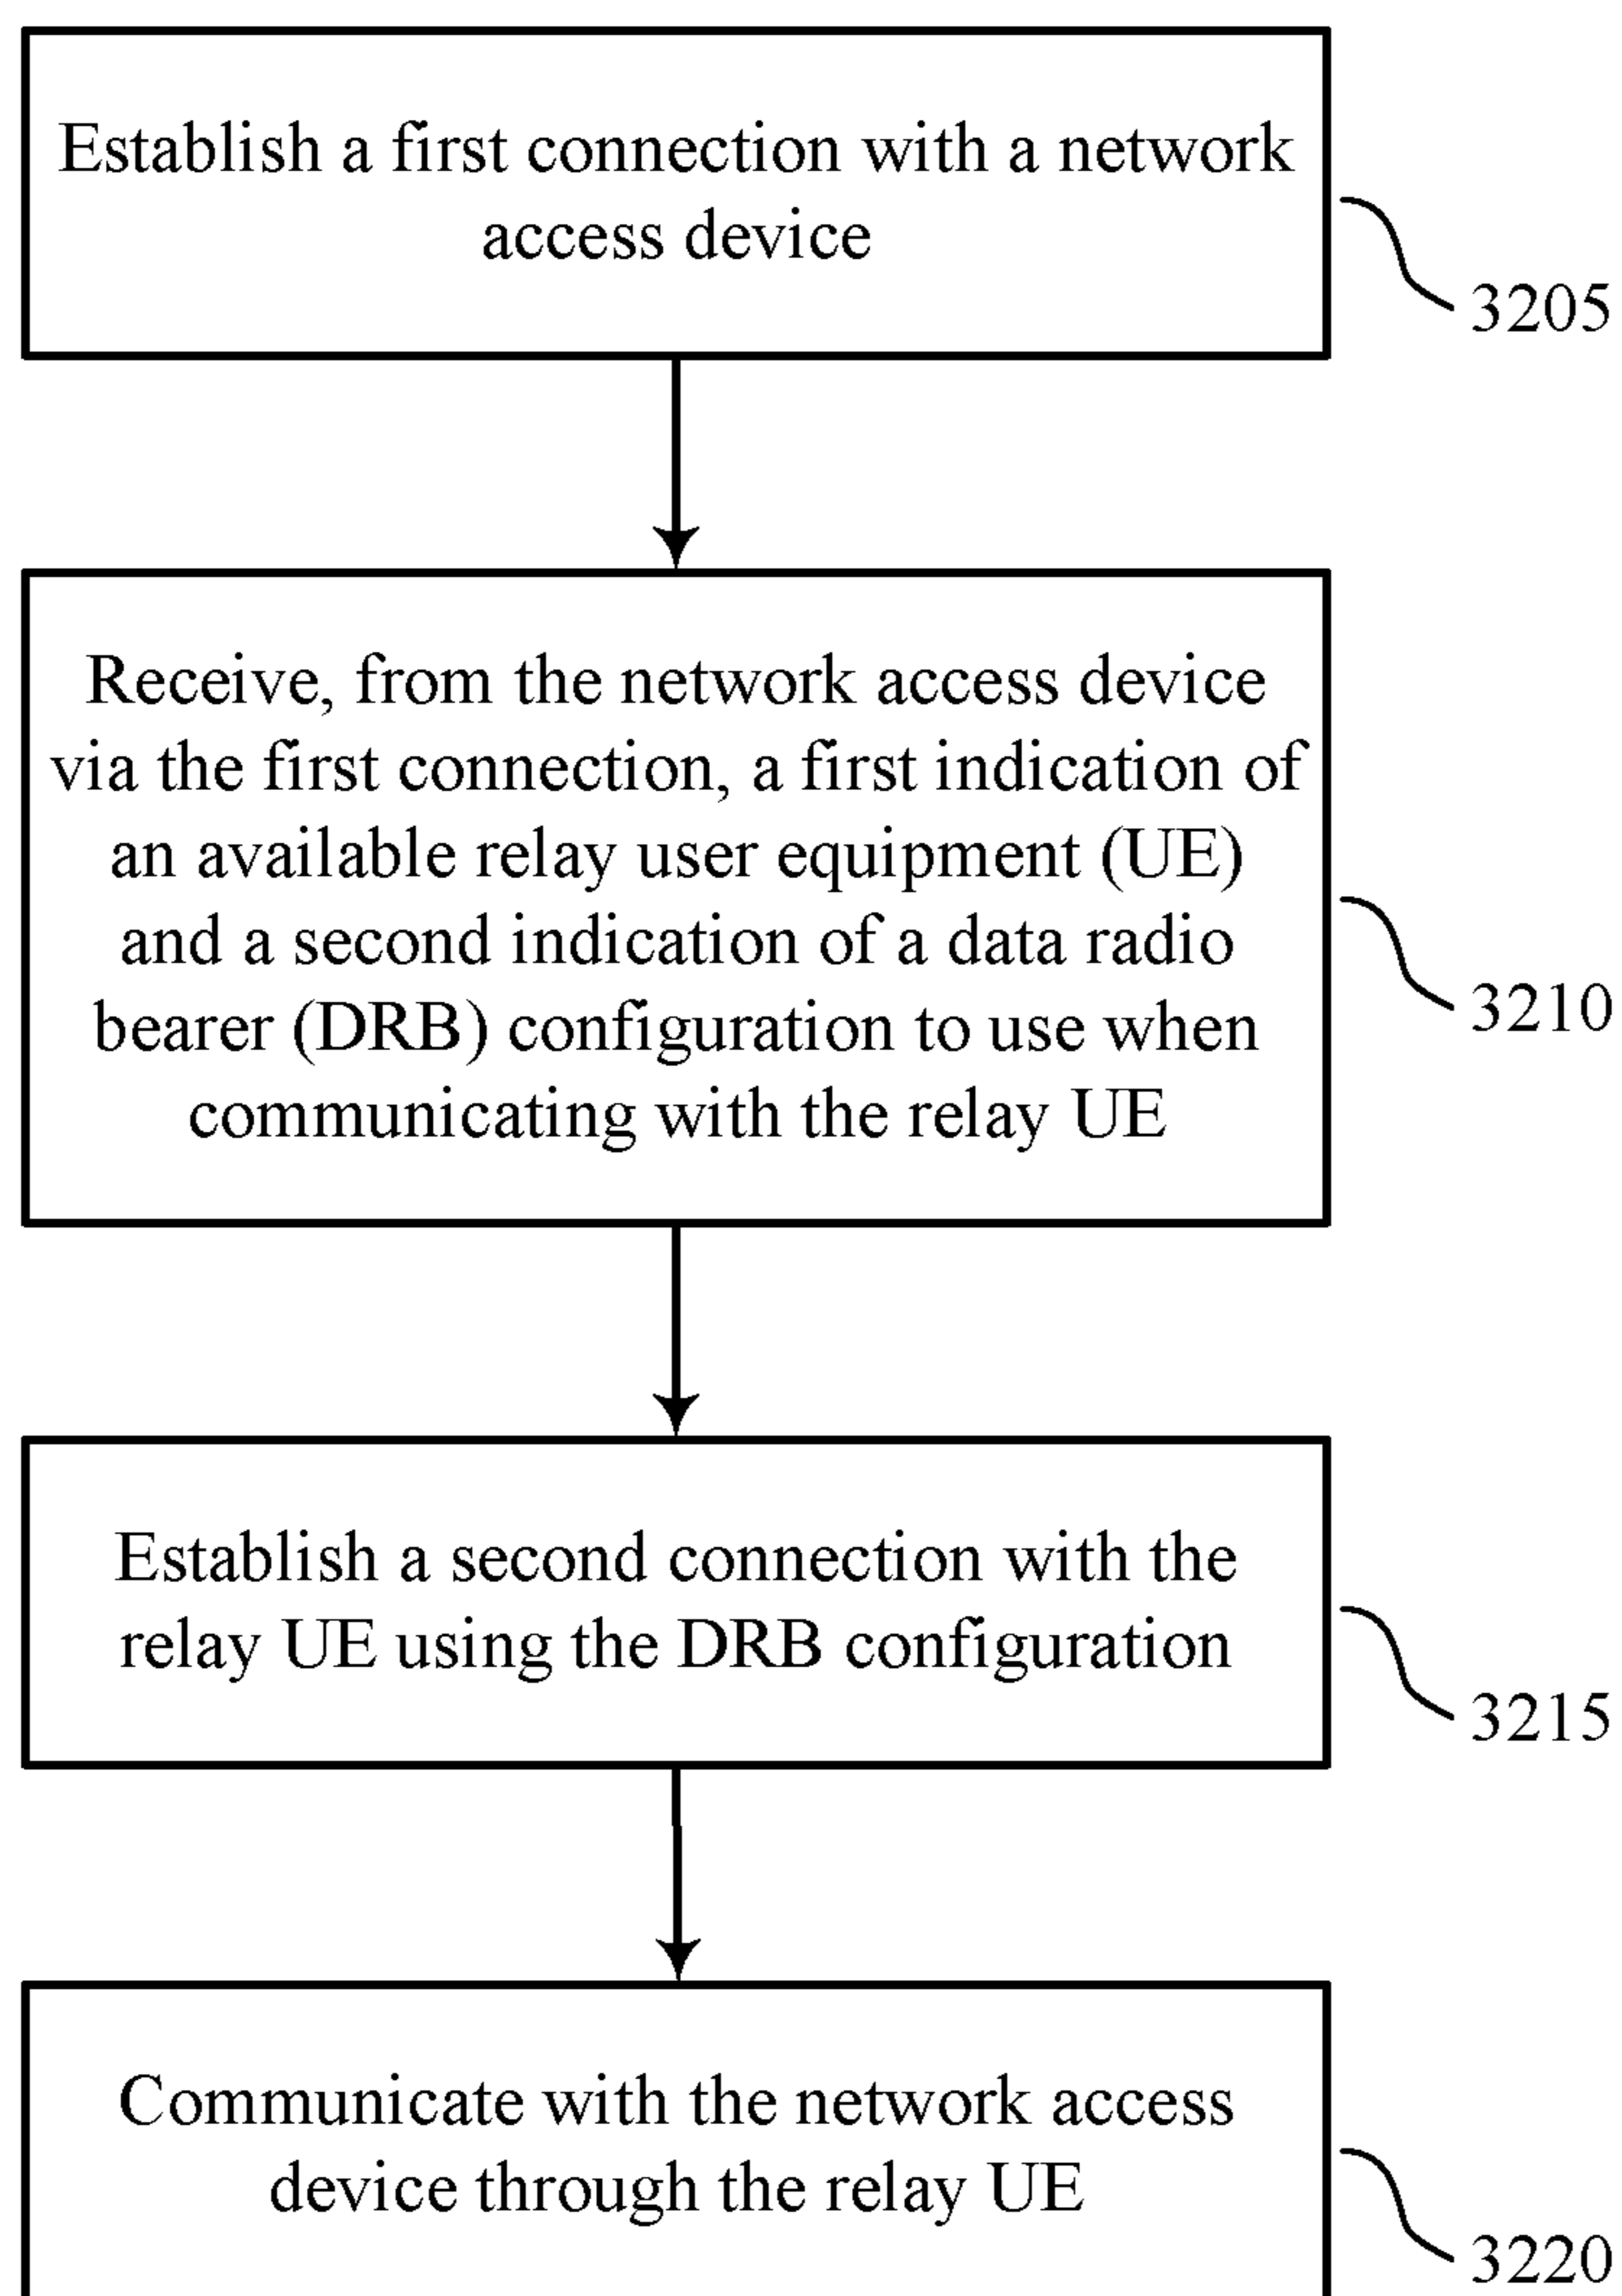 Establish a first connection with a network
access device
3205
Receive, from the network access device
via the first connection, a first indication of
an available relay user equipment (UE)
and a second indication of a data radio
bearer (DRB) configuration to use when
communicating with the relay UE
3210
Establish a second connection with the
relay UE using the DRB configuration
3215
Communicate with the network access
device through the relay UE
3220